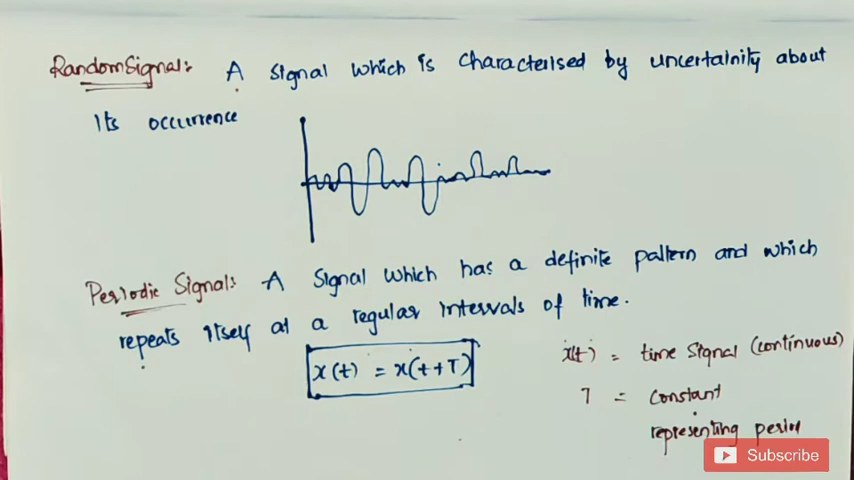 Random Signal: A signal which is characterised by uncertainity about
its occurrence
Periodic Signal: A signal which has a definite pattern and which
repeats itself at a regular intervals of time.
x(t) = x(t+T)
x(t) = time signal (continuous)
T = constant
representing period
Subscribe